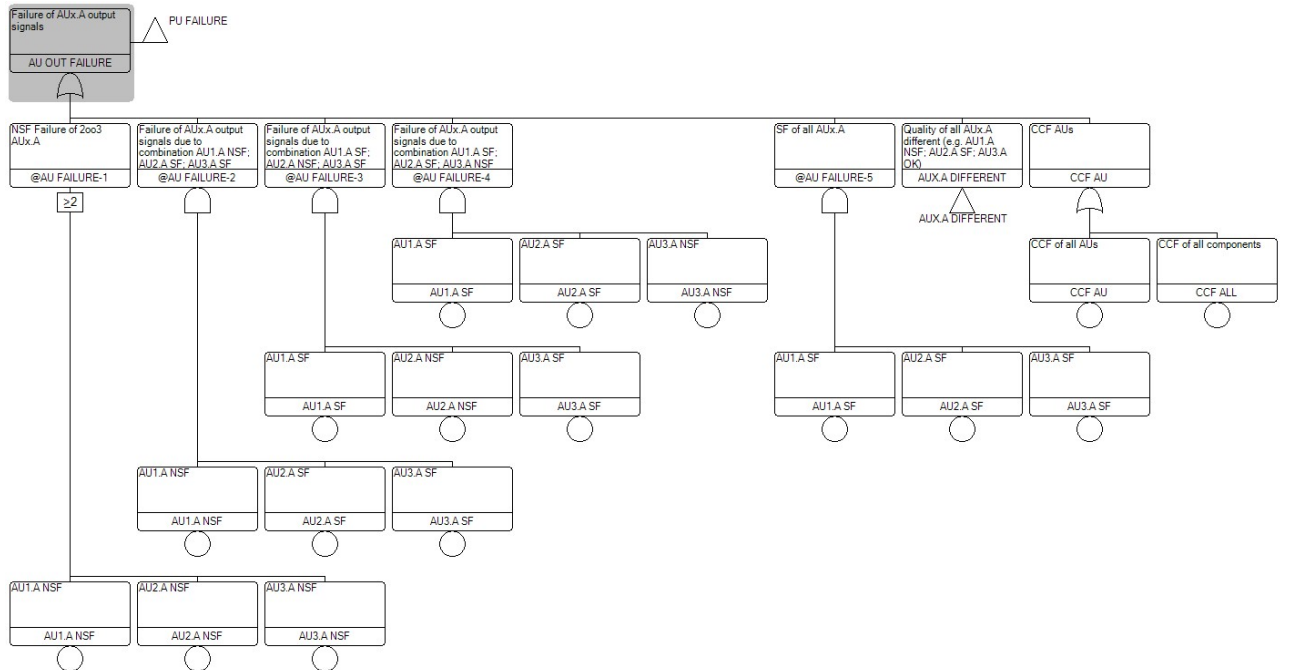 Failure of AUx.A output
signals
AU OUT FAILURE
PU FAILURE
NSF Failure of 2oo3
AUx.A
@AU FAILURE-1
≥2
Failure of AUx.A output
signals due to
combination AU1.A NSF;
AU2.A SF; AU3.A SF
@AU FAILURE-2
Failure of AUx.A output
signals due to
combination AU1.A SF;
AU2.A NSF; AU3.A SF
@AU FAILURE-3
Failure of AUx.A output
signals due to
combination AU1.A SF;
AU2.A SF; AU3.A NSF
@AU FAILURE-4
SF of all AUx.A
@AU FAILURE-5
Quality of all AUx.A
different (e.g. AU1.A
NSF; AU2.A SF; AU3.A
OK)
AUX.A DIFFERENT
AUX.A DIFFERENT
CCF AUs
CCF AU
AU1.A SF
AU1.A SF
AU2.A SF
AU2.A SF
AU3.A NSF
AU3.A NSF
CCF of all AUs
CCF AU
CCF of all components
CCF ALL
AU1.A SF
AU1.A SF
AU2.A NSF
AU2.A NSF
AU3.A SF
AU3.A SF
AU1.A SF
AU1.A SF
AU2.A SF
AU2.A SF
AU3.A SF
AU3.A SF
AU1.A NSF
AU1.A NSF
AU2.A SF
AU2.A SF
AU3.A SF
AU3.A SF
AU1.A NSF
AU1.A NSF
AU2.A NSF
AU2.A NSF
AU3.A NSF
AU3.A NSF